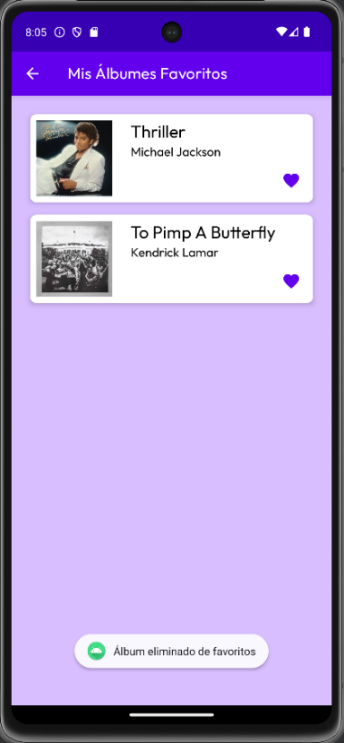 8:05
Mis Álbumes Favoritos
Thriller
Michael Jackson
To Pimp A Butterfly
Kendrick Lamar
Álbum eliminado de favoritos